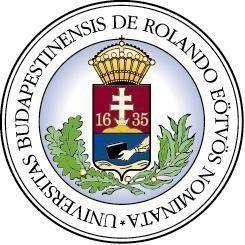 UNIVERSITAS BUDAPESTINENSIS DE ROLANDO EÖTVÖS NOMINATA ·
16 35